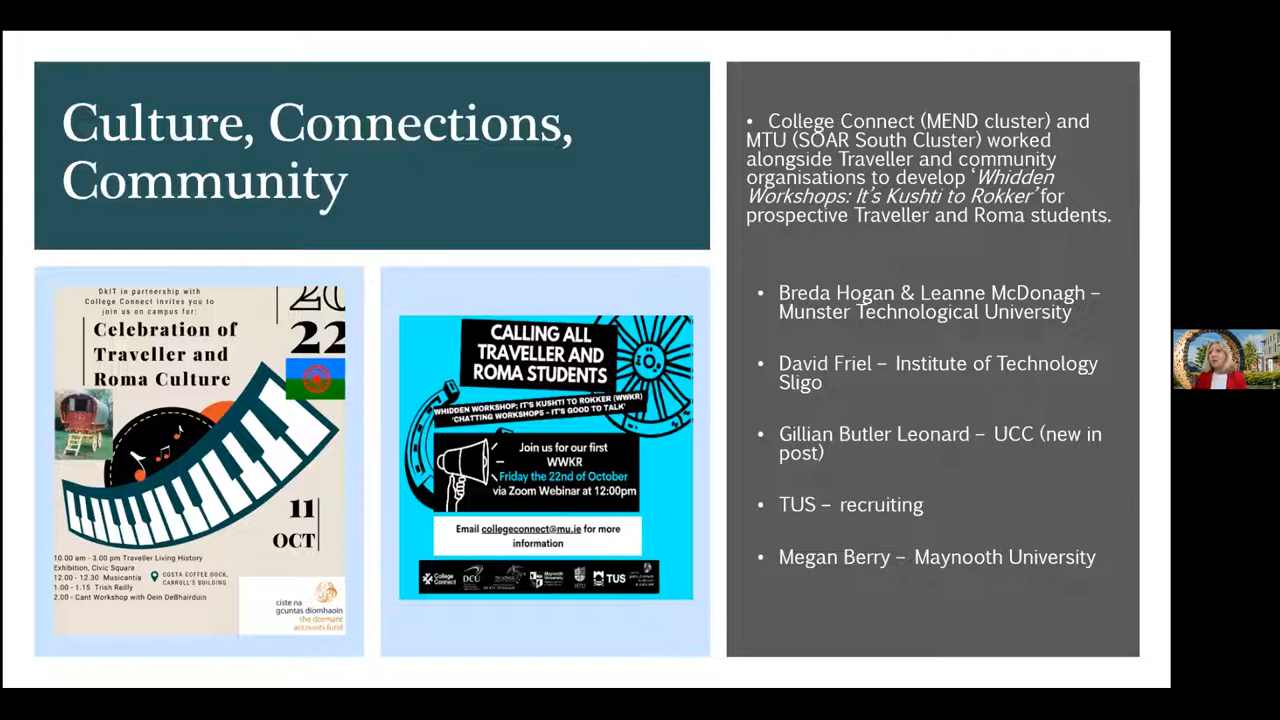 Culture, Connections,
Community
DkIT in partnership with
College Connect invites you to
join us on campus for:
Celebration of
Traveller and
Roma Culture
20
22
11
OCT
10.00 am - 3.00 pm Traveller Living History
Exhibition, Civic Square
12.00 - 12.30 Musicantia
1.00 - 1.15 Trish Reilly
2.00 - Cant Workshop with Oein DeBhairduin
COSTA COFFEE DOCK,
CARROLL'S BUILDING
ciste na
gcuntas díomhaoin
the dormant
accounts fund
CALLING ALL
TRAVELLER AND
ROMA STUDENTS
WHIDDEN WORKSHOP; IT'S KUSHTI TO ROKKER (WWKR)
'CHATTING WORKSHOPS - IT'S GOOD TO TALK'
Join us for our first
WWKR
Friday the 22nd of October
via Zoom Webinar at 12:00pm
Email collegeconnect@mu.ie for more
information
College
Connect
DCU
Maynooth
University
MTU
TUS
• College Connect (MEND cluster) and
MTU (SOAR South Cluster) worked
alongside Traveller and community
organisations to develop ‘Whidden
Workshops: It’s Kushti to Rokker’ for
prospective Traveller and Roma students.
• Breda Hogan & Leanne McDonagh –
Munster Technological University
• David Friel – Institute of Technology
Sligo
• Gillian Butler Leonard – UCC (new in
post)
• TUS – recruiting
• Megan Berry – Maynooth University